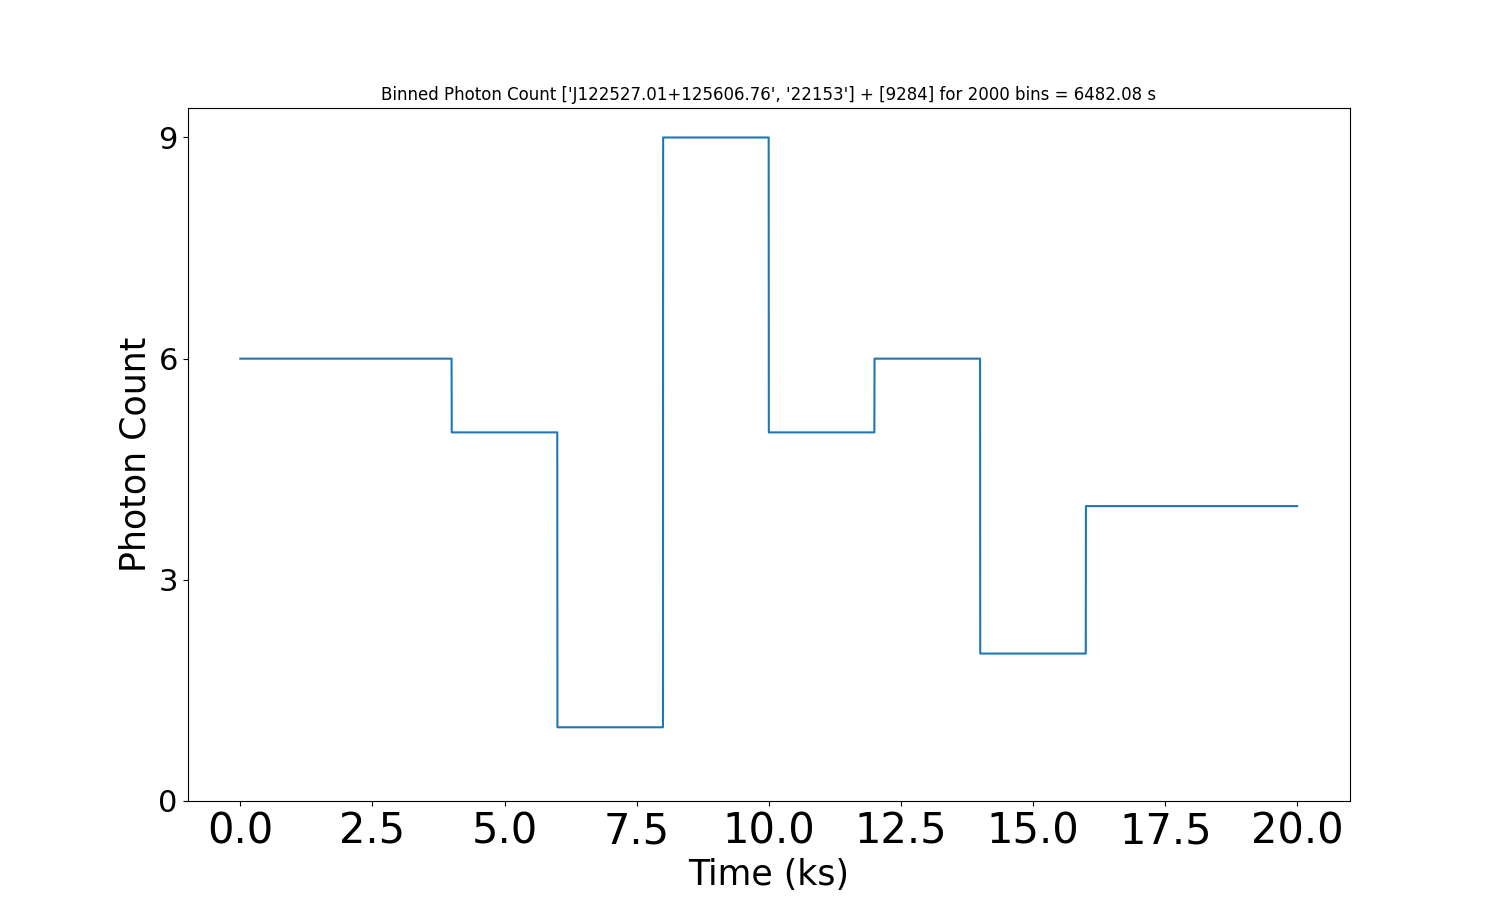 Binned Photon Count ['J122527.01+125606.76', '22153'] + [9284] for 2000 bins = 6482.08 s
9
6
3
0
Photon Count
0.0 2.5 5.0 7.5 10.0 12.5 15.0 17.5 20.0
Time (ks)